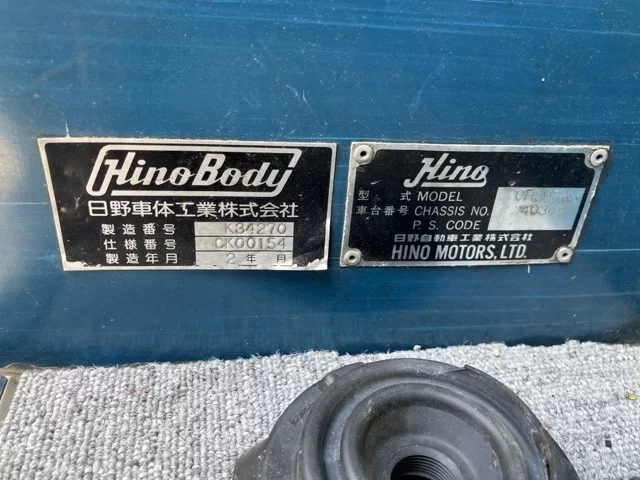 Hino Body
日野車体工業株式会社
製造番号 K34270
仕様番号 CK00154
製造年月 2年 月
Hino
型式 MODEL
車台番号 CHASSIS NO.
P. S. CODE
日野自動車工業株式会社
HINO MOTORS, LTD.